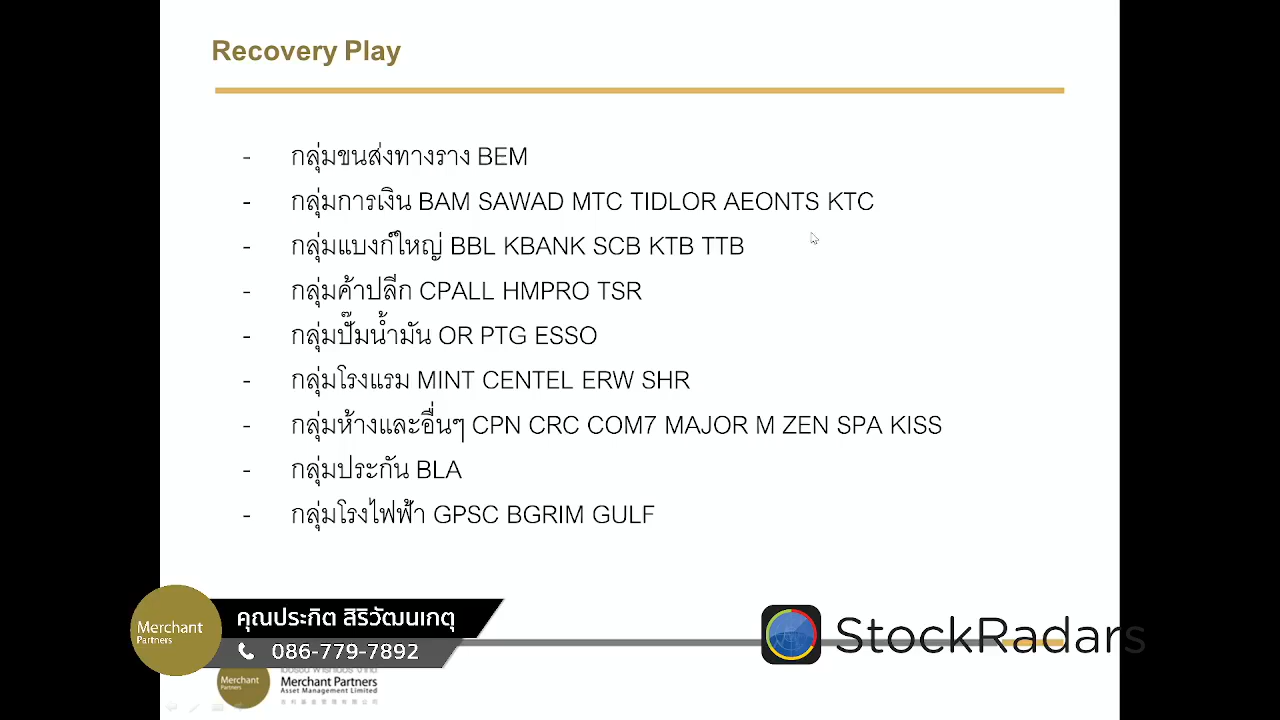 Recovery Play
- กลุ่มขนส่งทางราง BEM
- กลุ่มการเงิน BAM SAWAD MTC TIDLOR AEONTS KTC
- กลุ่มแบงก์ใหญ่ BBL KBANK SCB KTB TTB
- กลุ่มค้าปลีก CPALL HMPRO TSR
- กลุ่มปั๊มน้ำมัน OR PTG ESSO
- กลุ่มโรงแรม MINT CENTEL ERW SHR
- กลุ่มห้างและอื่นๆ CPN CRC COM7 MAJOR M ZEN SPA KISS
- กลุ่มประกัน BLA
- กลุ่มโรงไฟฟ้า GPSC BGRIM GULF
Merchant
Partners
คุณประกิต สิริวัฒนเกตุ
086-779-7892
StockRadars
Merchant
Partners
Merchant Partners
Asset Management Limited